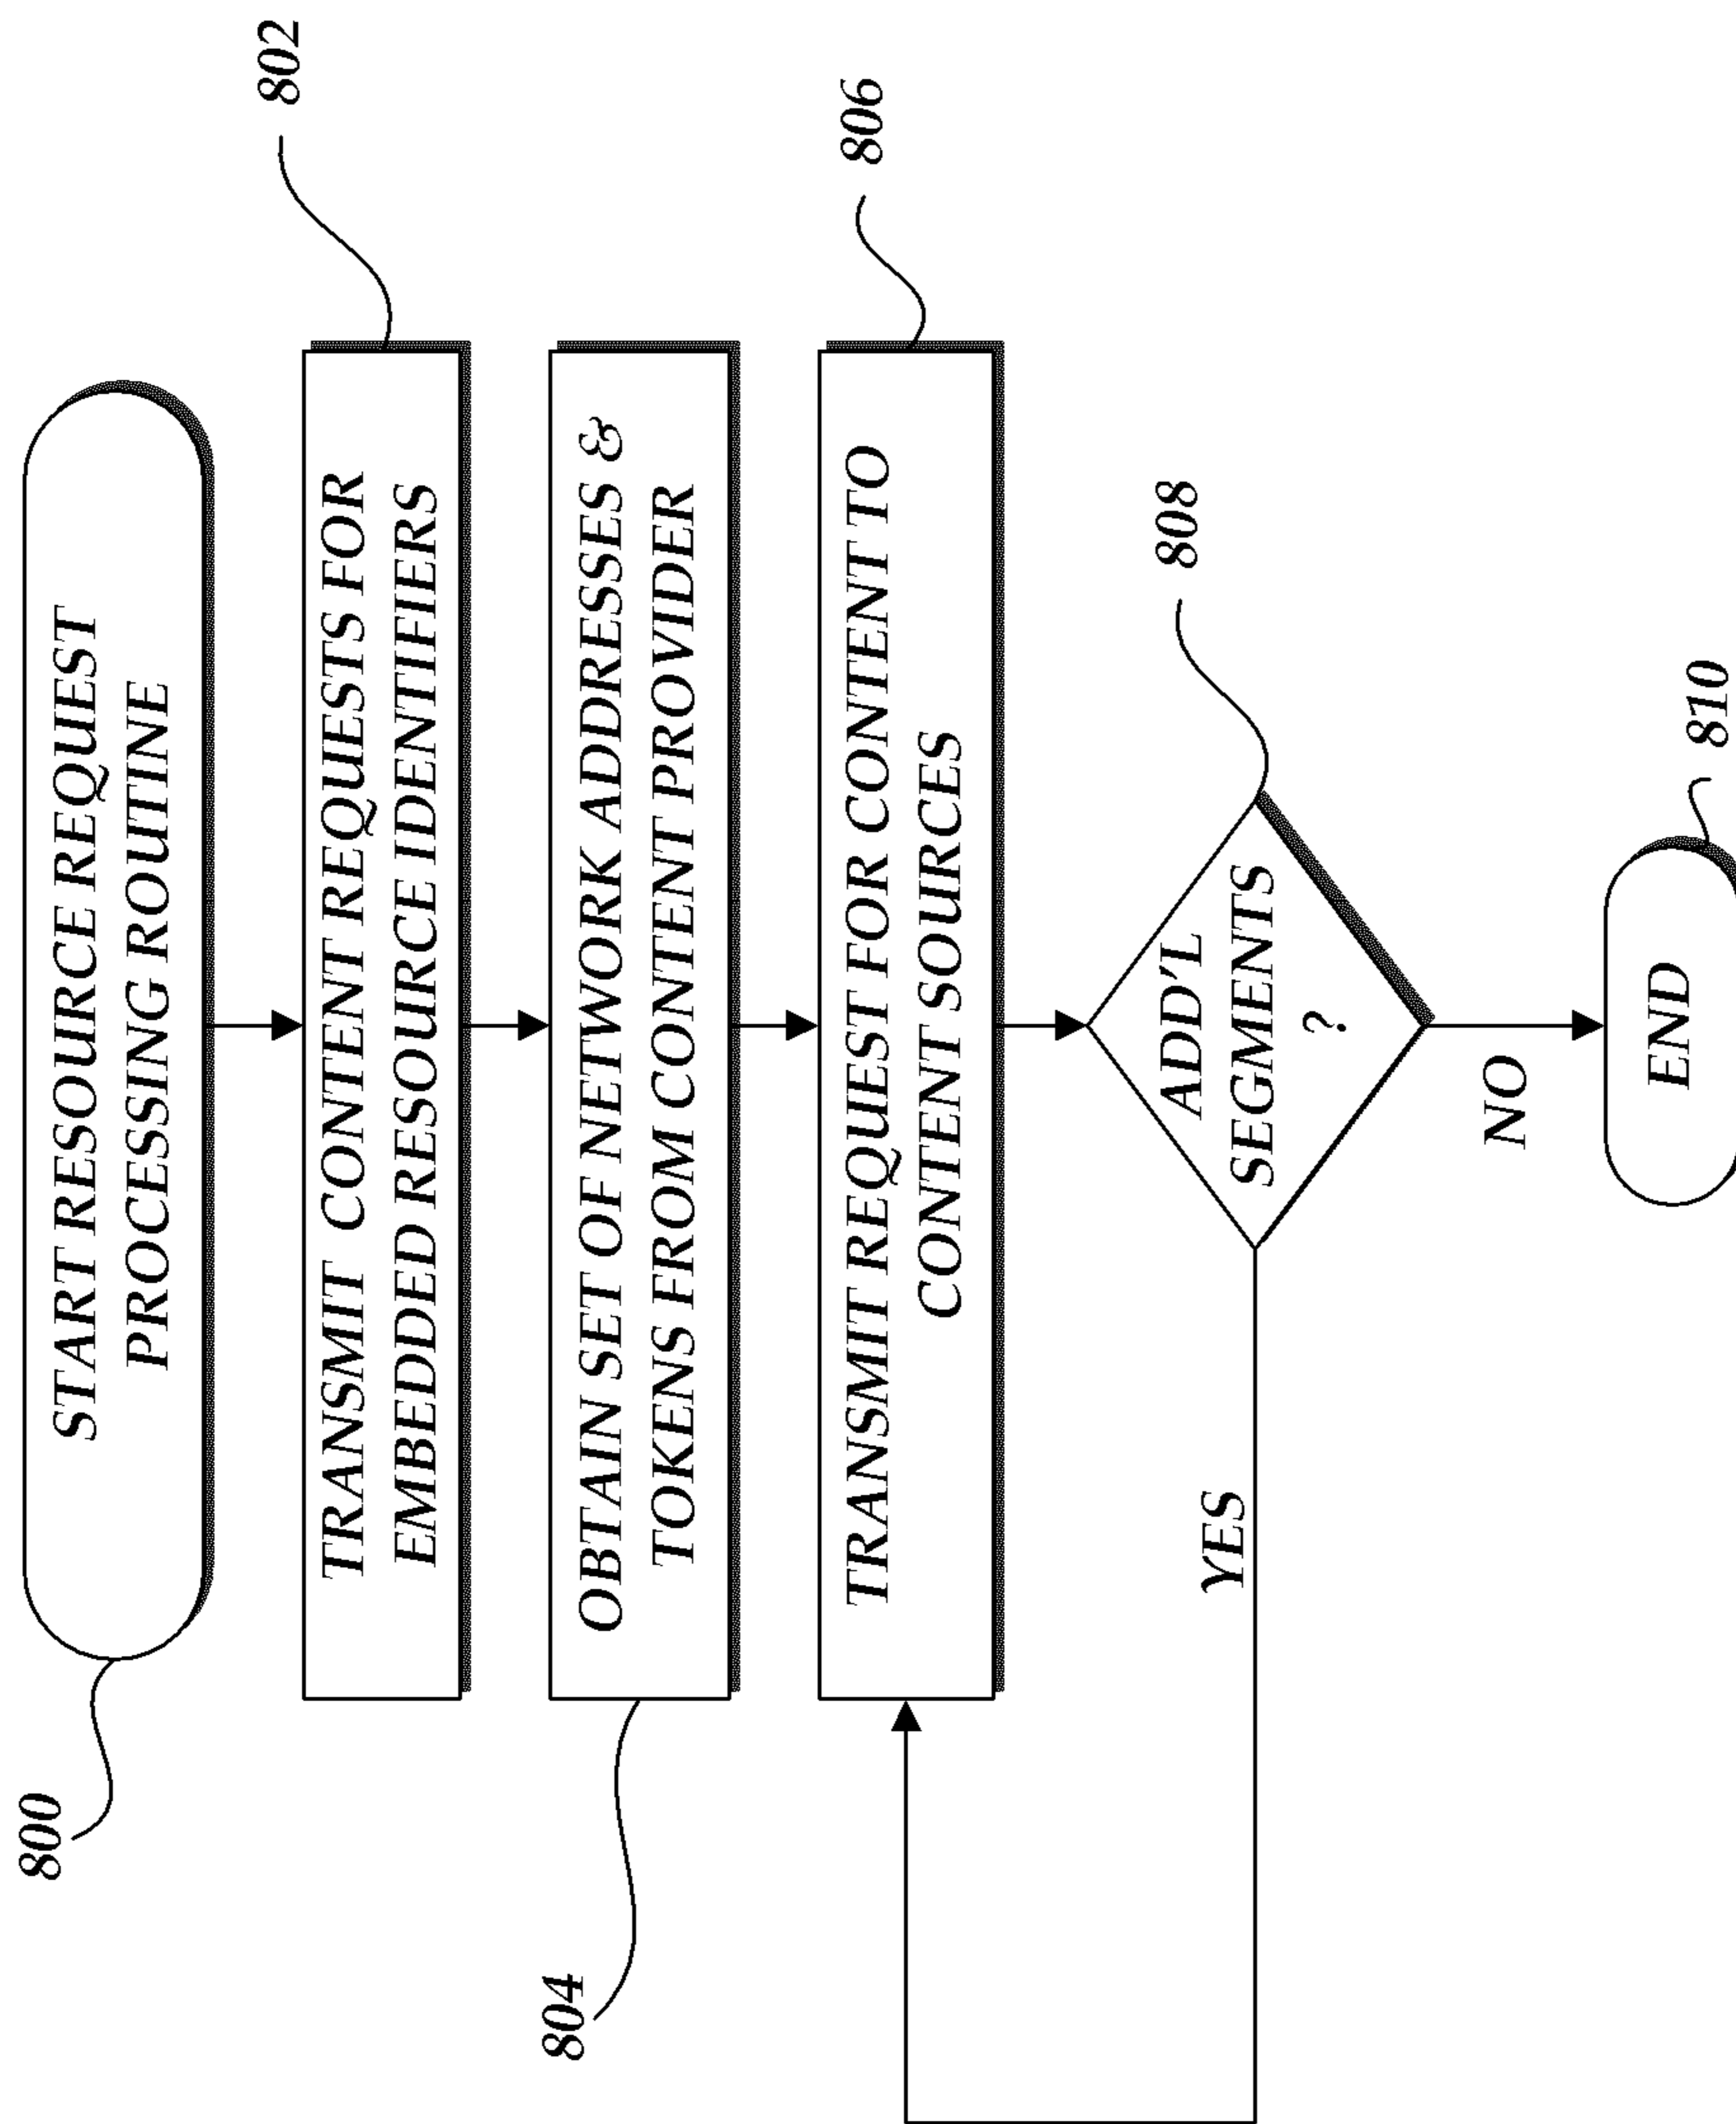 800
START RESOURCE REQUEST
PROCESSING ROUTINE
802
TRANSMIT CONTENT REQUESTS FOR
EMBEDDED RESOURCE IDENTIFIERS
804
OBTAIN SET OF NETWORK ADDRESSES &
TOKENS FROM CONTENT PROVIDER
806
TRANSMIT REQUEST FOR CONTENT TO
CONTENT SOURCES
808
ADD'L
SEGMENTS
?
YES
NO
810
END